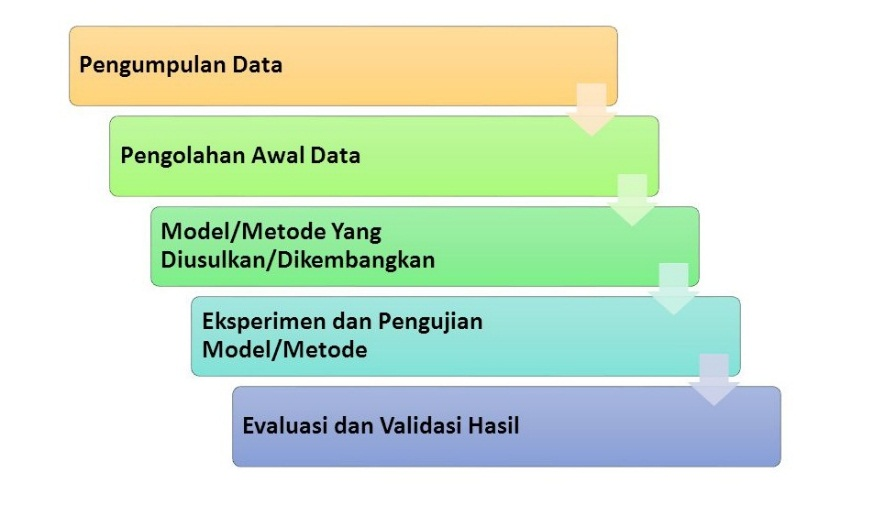 Pengumpulan Data
Pengolahan Awal Data
Model/Metode Yang
Diusulkan/Dikembangkan
Eksperimen dan Pengujian
Model/Metode
Evaluasi dan Validasi Hasil